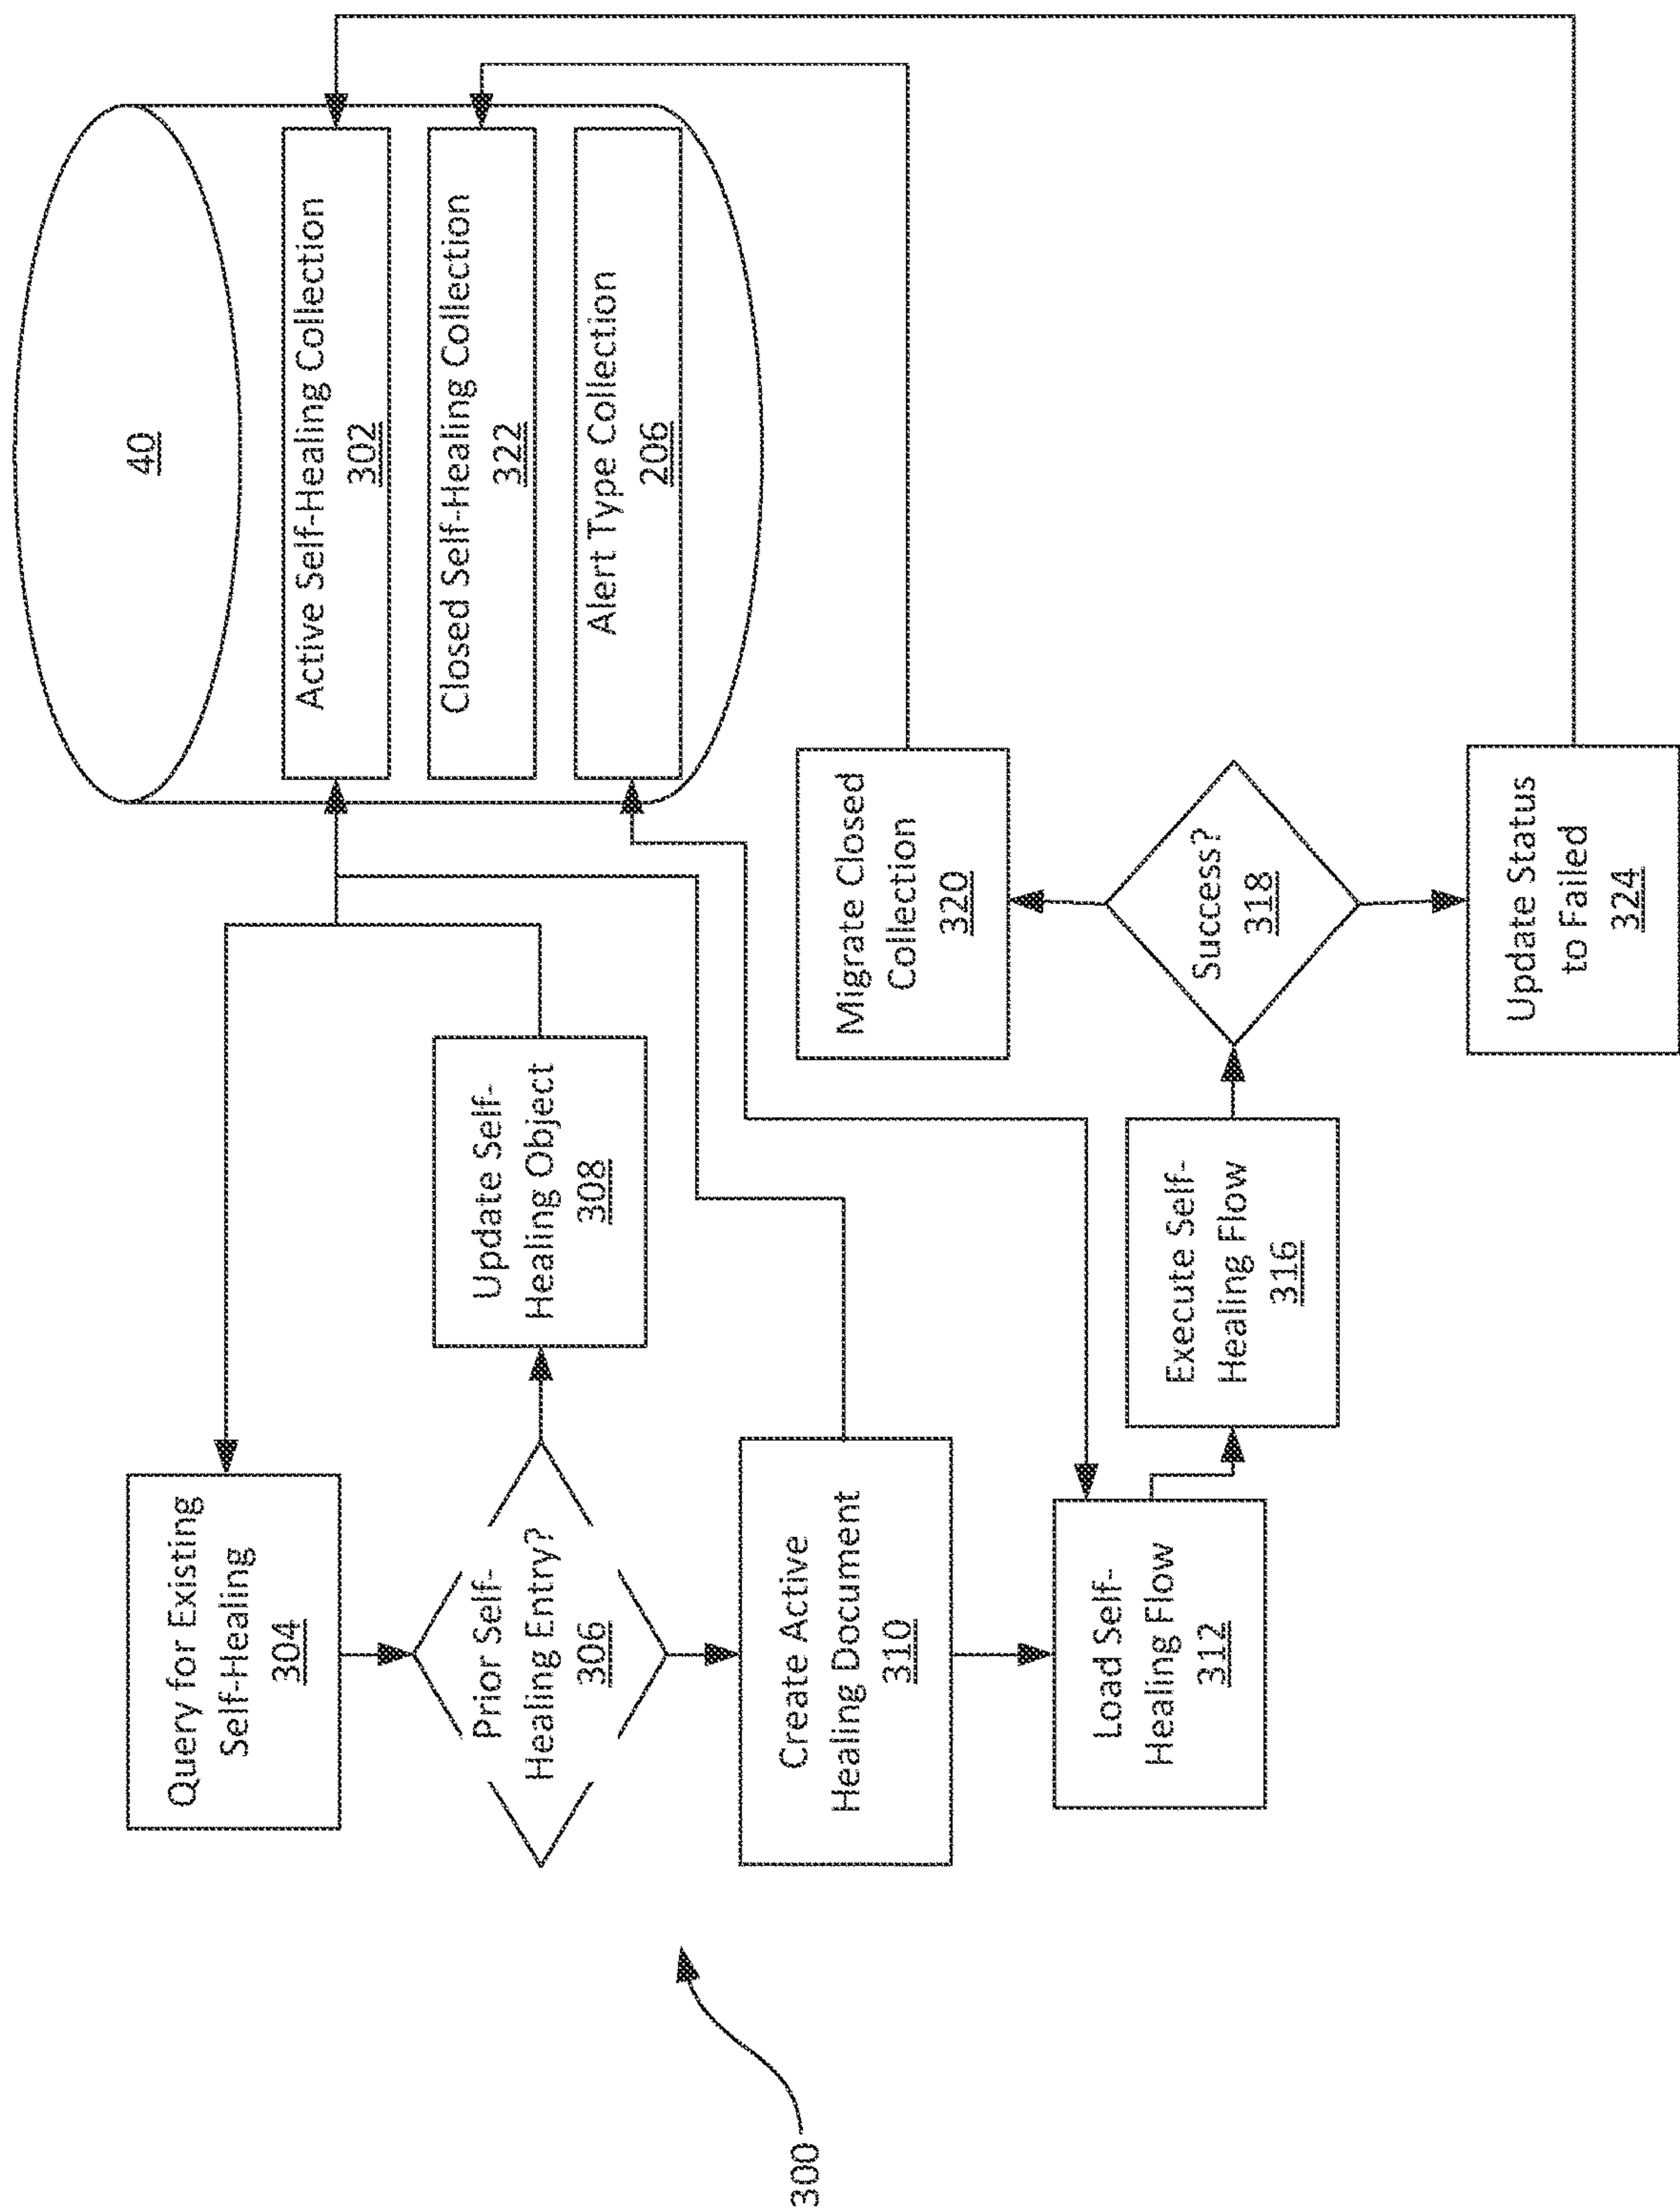 40
Active Self-Healing Collection
302
Closed Self-Healing Collection
322
Alert Type Collection
206
Query for Existing
Self-Healing
304
Prior Self-
Healing Entry?
306
Update Self-
Healing Object
308
Create Active
Healing Document
310
Load Self-
Healing Flow
312
Execute Self-
Healing Flow
316
Success?
318
Migrate Closed
Collection
320
Update Status
to Failed
324
300